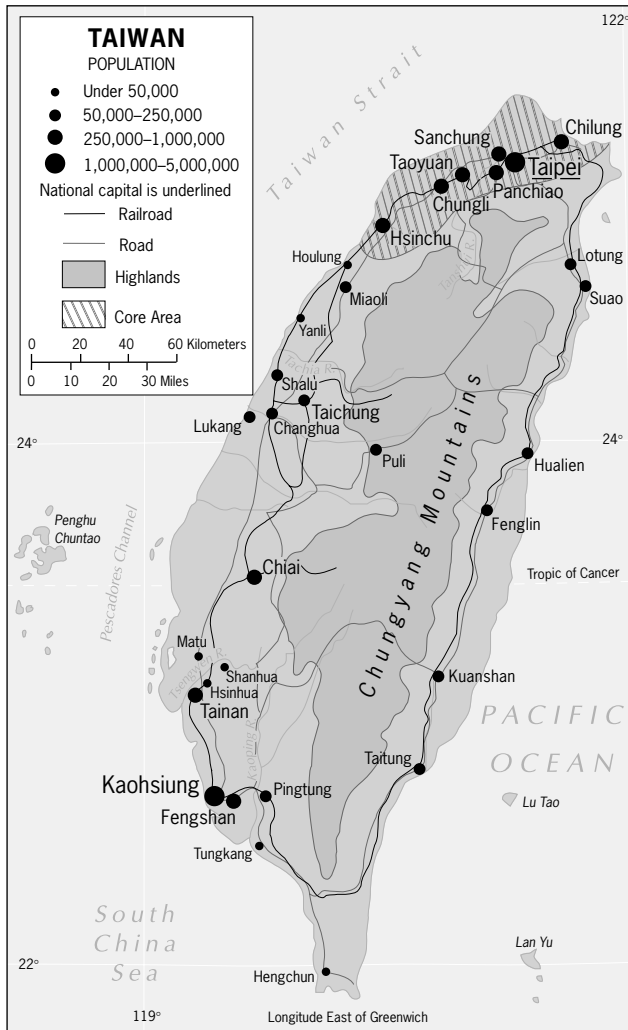 TAIWAN
POPULATION
Under 50,000
50,000–250,000
250,000–1,000,000
1,000,000–5,000,000
National capital is underlined
Railroad
Road
Highlands
Core Area
0 20 40 60 Kilometers
0 10 20 30 Miles
122°
Taiwan Strait
Chilung
Sanchung
Taipei
Taoyuan
Panchiao
Chungli
Hsinchu
Houlung
Lotung
Tanshui R.
Miaoli
Suao
Yanli
Tachia R.
Shalu
Taichung
Lukang
Changhua
24°
24°
Puli
Hualien
Chungyang Mountains
Fenglin
Penghu
Chuntao
Pescadores Channel
Chiai
Tropic of Cancer
Matu
Tsengwen R.
Shanhua
Hsinhua
Kuanshan
Tainan
PACIFIC
OCEAN
Kaoping R.
Taitung
Kaohsiung
Pingtung
Lu Tao
Fengshan
Tungkang
South
China
Sea
Lan Yu
22°
Hengchun
119°
Longitude East of Greenwich